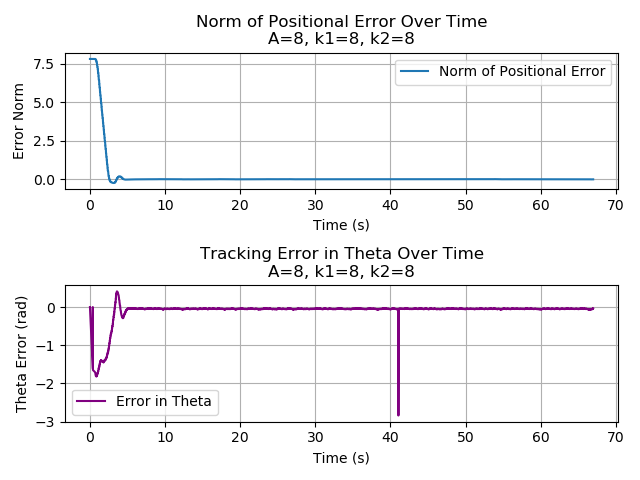 Norm of Positional Error Over Time
A=8, k1=8, k2=8
7.5
5.0
2.5
0.0
Error Norm
Norm of Positional Error
0 10 20 30 40 50 60 70
Time (s)
Tracking Error in Theta Over Time
A=8, k1=8, k2=8
0
−1
−2
−3
Theta Error (rad)
Error in Theta
0 10 20 30 40 50 60 70
Time (s)